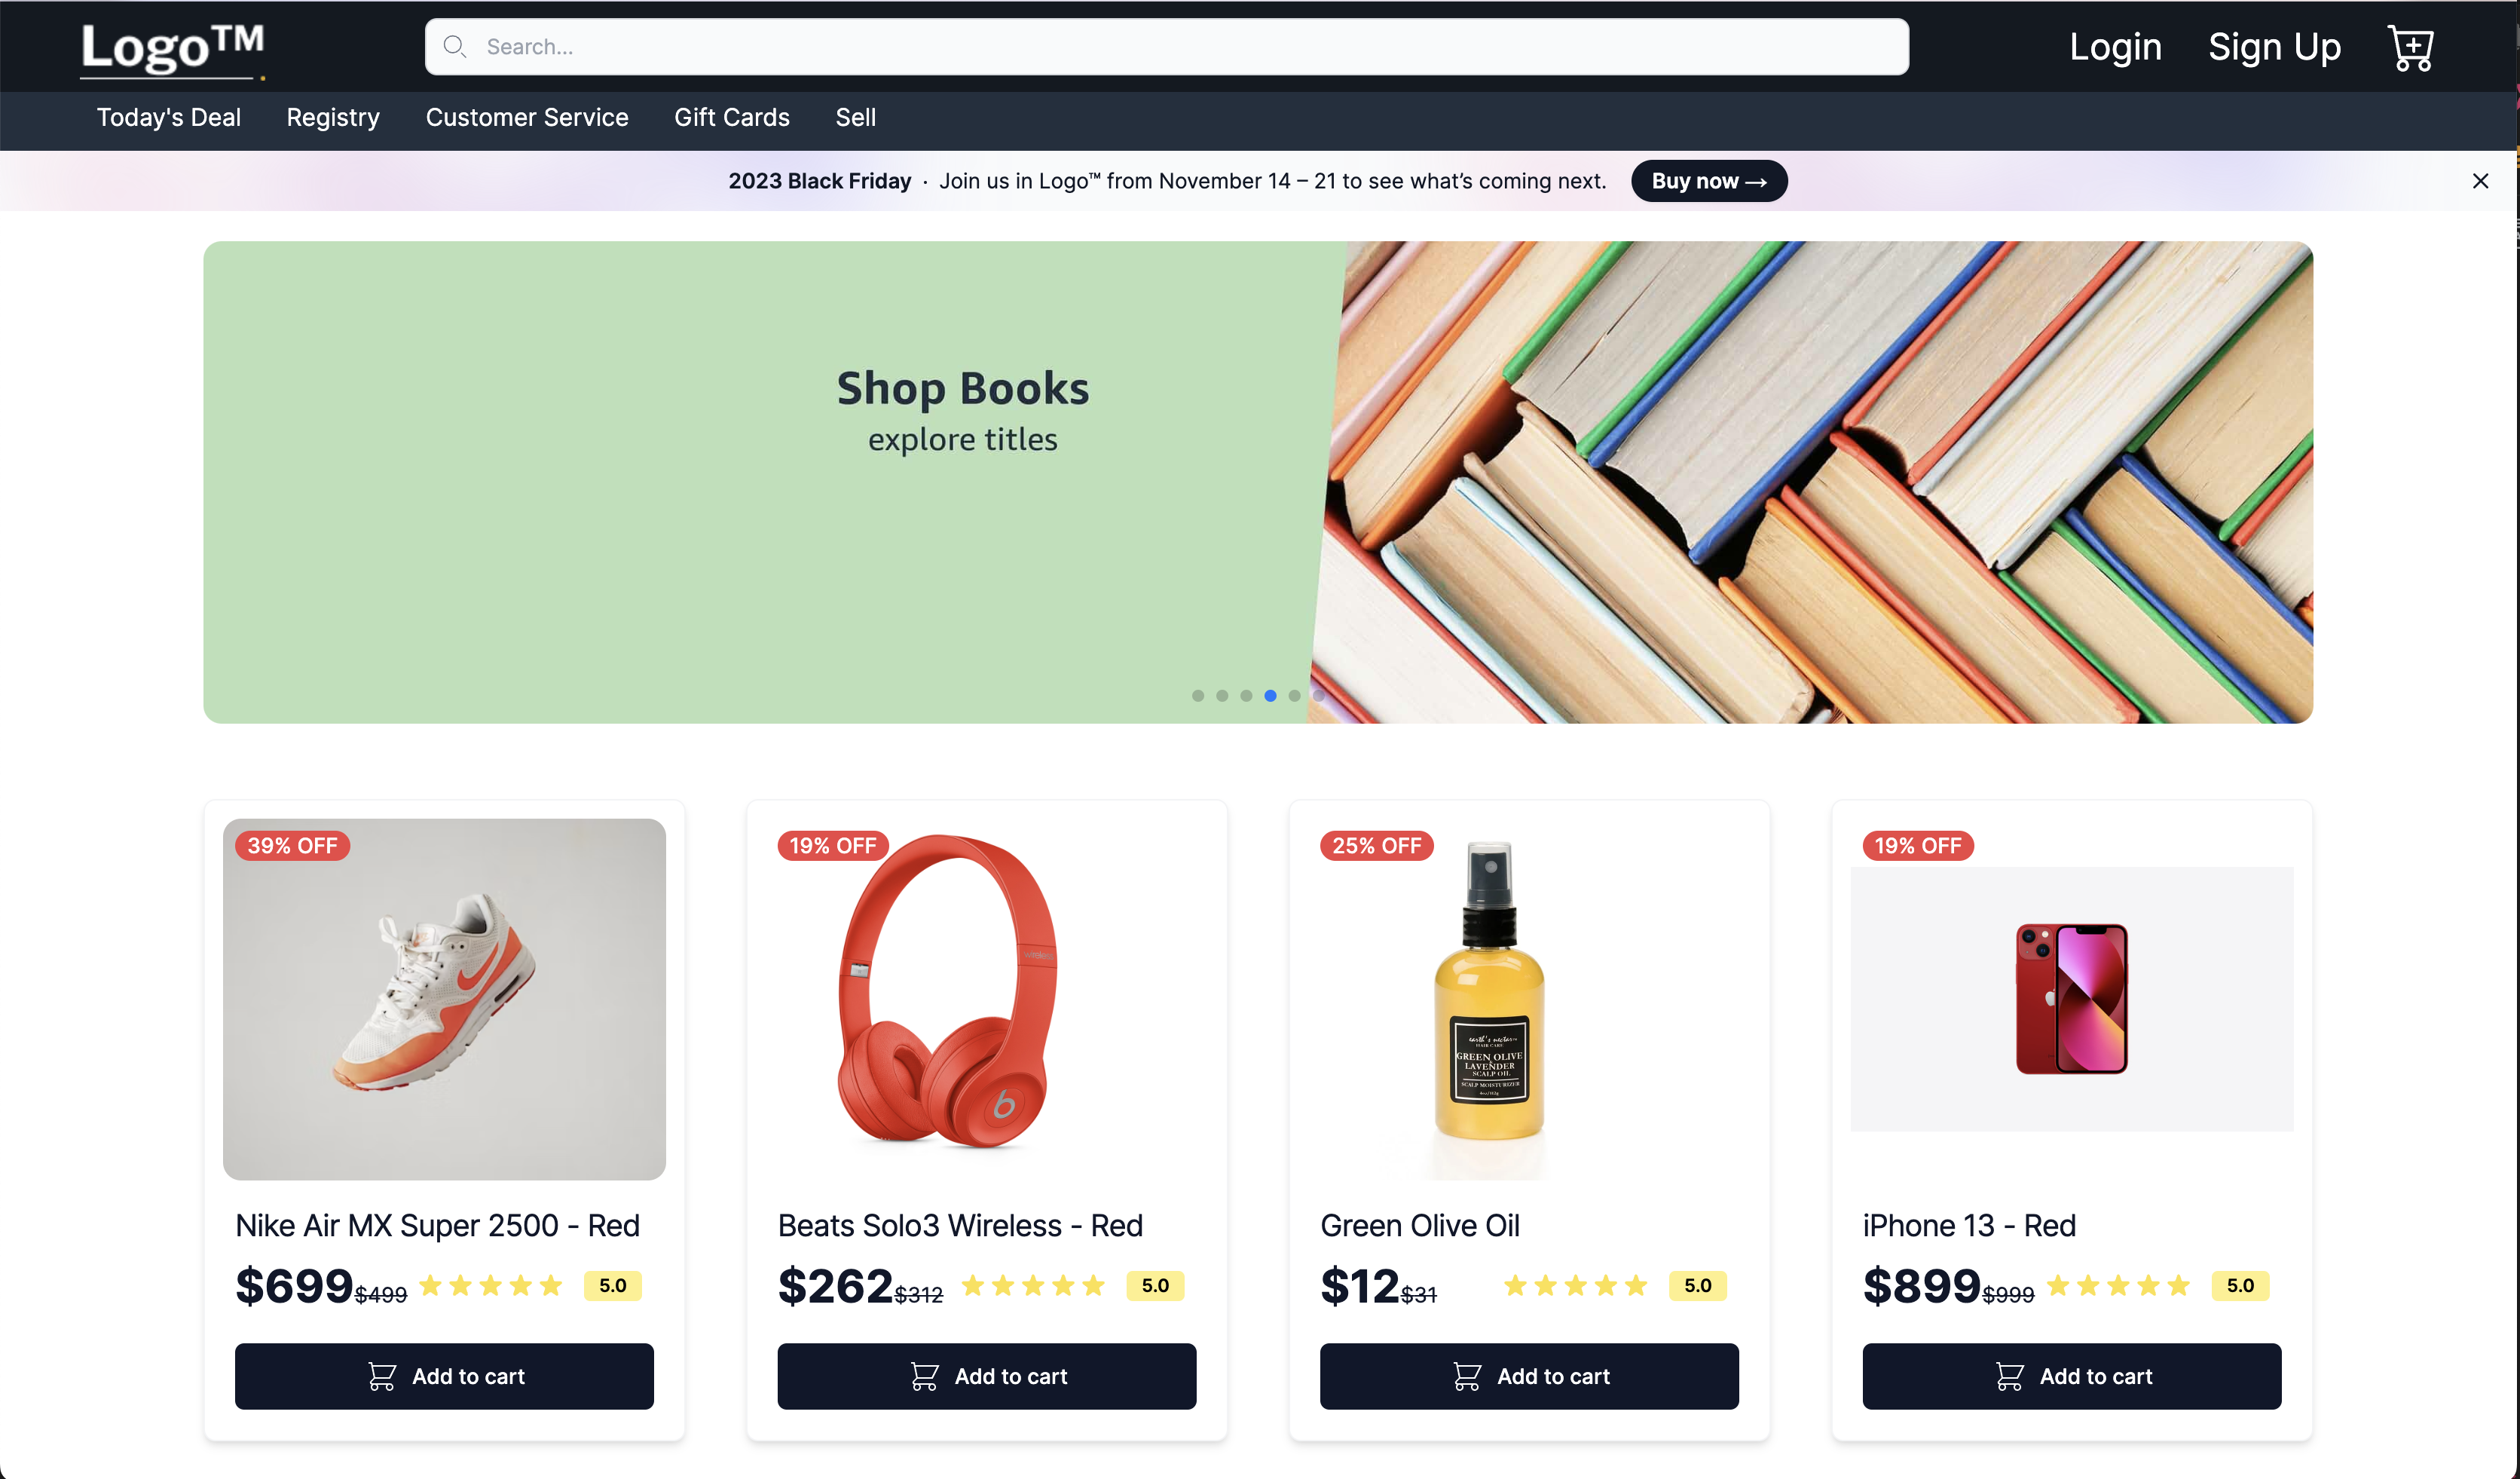 Logo™
Search...
Login
Sign Up
Today's Deal
Registry
Customer Service
Gift Cards
Sell
2023 Black Friday · Join us in Logo™ from November 14 – 21 to see what’s coming next.
Buy now →
Shop Books
explore titles
39% OFF
Nike Air MX Super 2500 - Red
$699 $499
5.0
Add to cart
19% OFF
wireless
b
Beats Solo3 Wireless - Red
$262 $312
5.0
Add to cart
25% OFF
earth's nectar
HAIR CARE
GREEN OLIVE
LAVENDER
SCALP OIL
SCALP MOISTURIZER
Green Olive Oil
$12 $31
5.0
Add to cart
19% OFF
iPhone 13 - Red
$899 $999
5.0
Add to cart